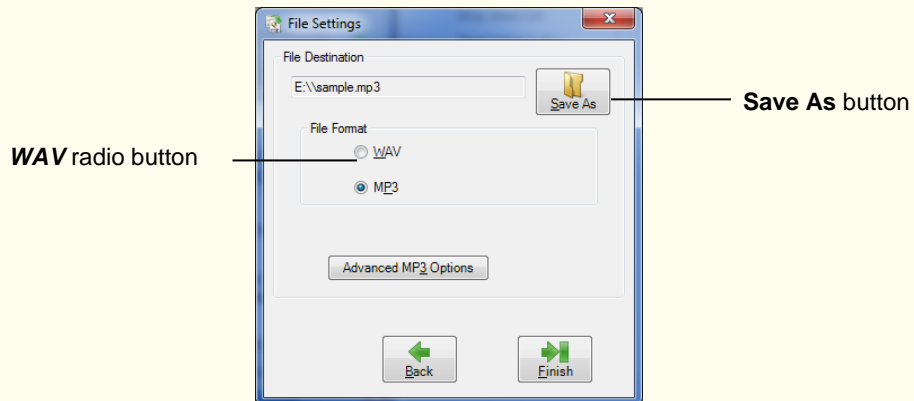 File Settings
File Destination
E:\\sample.mp3
Save As
Save As button
File Format
WAV
WAV radio button
MP3
Advanced MP3 Options
Back
Finish